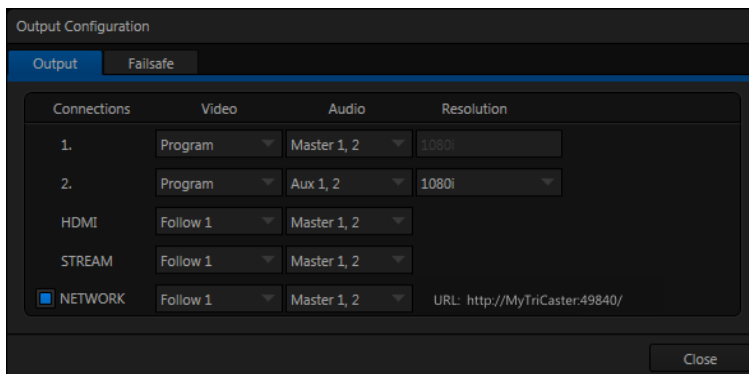 Output Configuration
Output Failsafe
Connections Video Audio Resolution
1. Program Master 1, 2 1080i
2. Program Aux 1, 2 1080i
HDMI Follow 1 Master 1, 2
STREAM Follow 1 Master 1, 2
NETWORK Follow 1 Master 1, 2 URL: http://MyTriCaster:49840/
Close